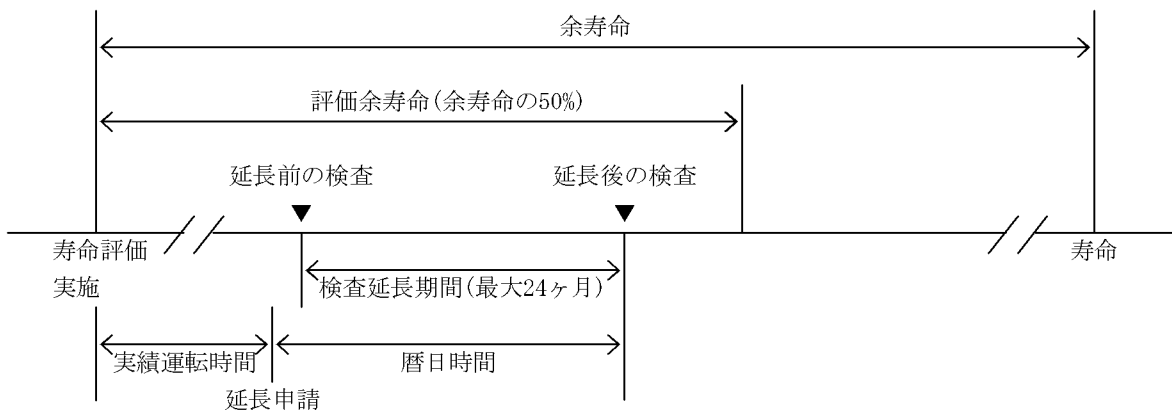 余寿命
評価余寿命(余寿命の50%)
延長前の検査
延長後の検査
寿命評価
実施
寿命
検査延長期間(最大24ヶ月)
実績運転時間
暦日時間
延長申請